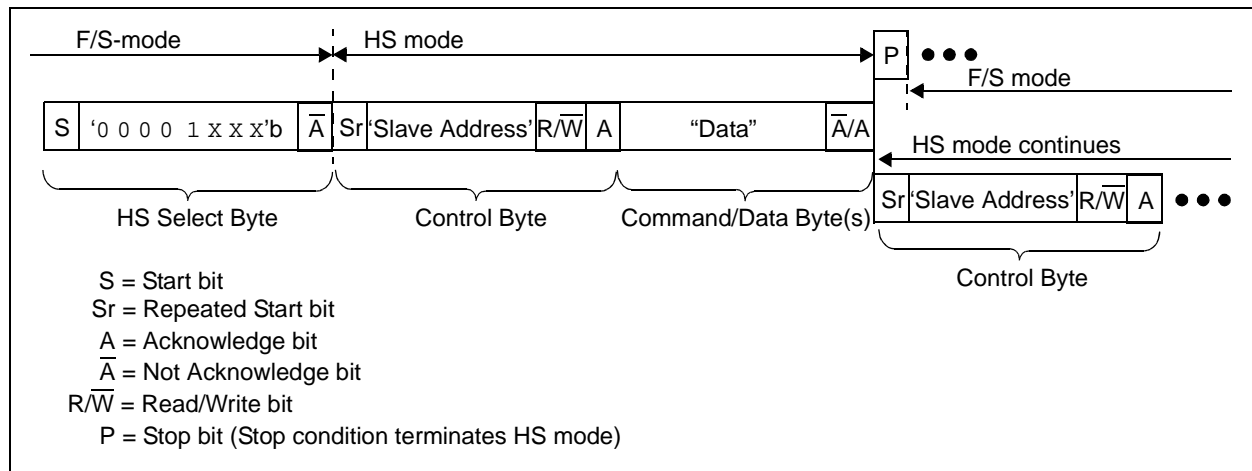 F/S-mode HS mode
P
F/S mode
S '0 0 0 0 1 X X X'b A̅ Sr 'Slave Address' R/W̅ A "Data" A̅/A
HS mode continues
HS Select Byte Control Byte Command/Data Byte(s)
Sr 'Slave Address' R/W̅ A
Control Byte
S = Start bit
Sr = Repeated Start bit
A = Acknowledge bit
A̅ = Not Acknowledge bit
R/W̅ = Read/Write bit
P = Stop bit (Stop condition terminates HS mode)